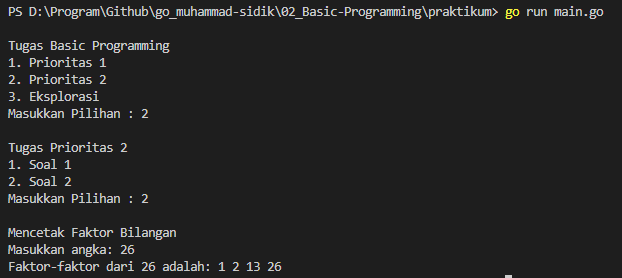 PS D:\Program\Github\go_muhammad-sidik\02_Basic-Programming\praktikum> go run main.go
Tugas Basic Programming
1. Prioritas 1
2. Prioritas 2
3. Eksplorasi
Masukkan Pilihan : 2
Tugas Prioritas 2
1. Soal 1
2. Soal 2
Masukkan Pilihan : 2
Mencetak Faktor Bilangan
Masukkan angka: 26
Faktor-faktor dari 26 adalah: 1 2 13 26